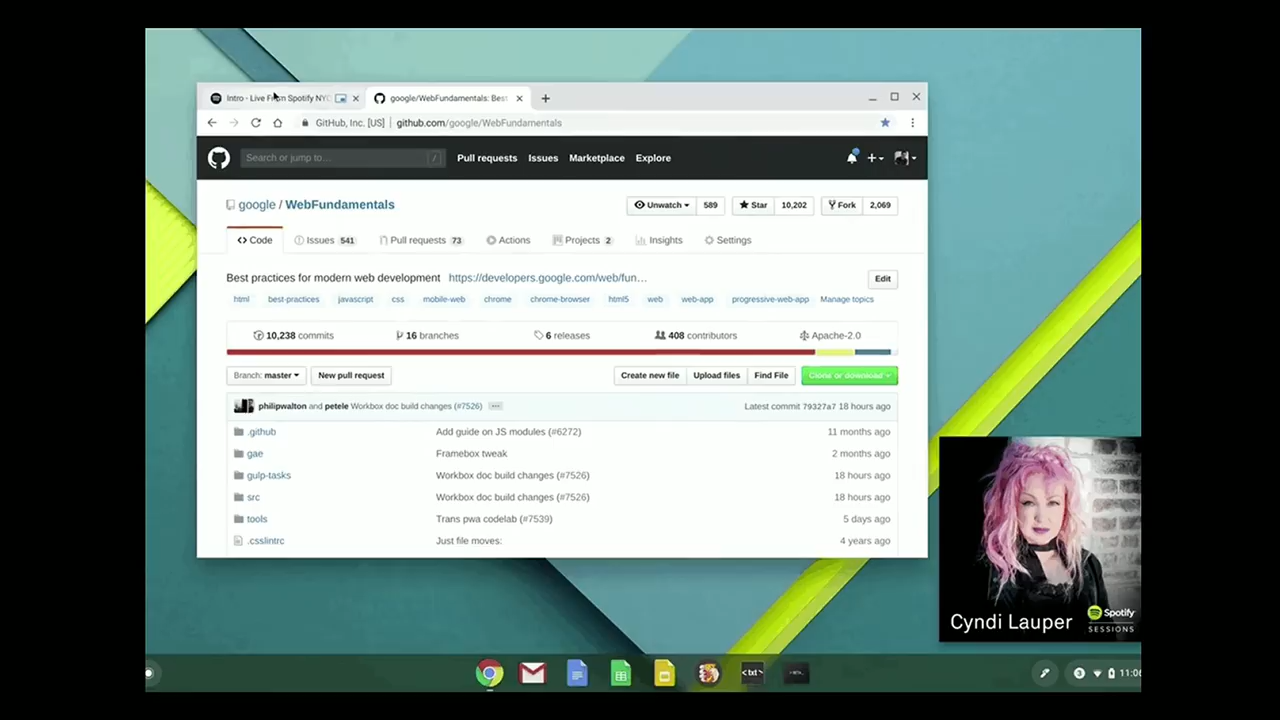 Intro - Live From Spotify NYC
google/WebFundamentals: Best
GitHub, Inc. [US] github.com/google/WebFundamentals
Search or jump to… /
Pull requests Issues Marketplace Explore
google / WebFundamentals
Unwatch 589 Star 10,202 Fork 2,069
Code Issues 541 Pull requests 73 Actions Projects 2 Insights Settings
Best practices for modern web development https://developers.google.com/web/fun… Edit
html best-practices javascript css mobile-web chrome chrome-browser html5 web web-app progressive-web-app Manage topics
10,238 commits 16 branches 6 releases 408 contributors Apache-2.0
Branch: master New pull request Create new file Upload files Find File Clone or download
philipwalton and petele Workbox doc build changes (#7526) Latest commit 79327a7 18 hours ago
.github Add guide on JS modules (#6272) 11 months ago
gae Framebox tweak 2 months ago
gulp-tasks Workbox doc build changes (#7526) 18 hours ago
src Workbox doc build changes (#7526) 18 hours ago
tools Trans pwa codelab (#7539) 5 days ago
.csslintrc Just file moves: 4 years ago
Cyndi Lauper
Spotify
SESSIONS
<txt>
3 11:06